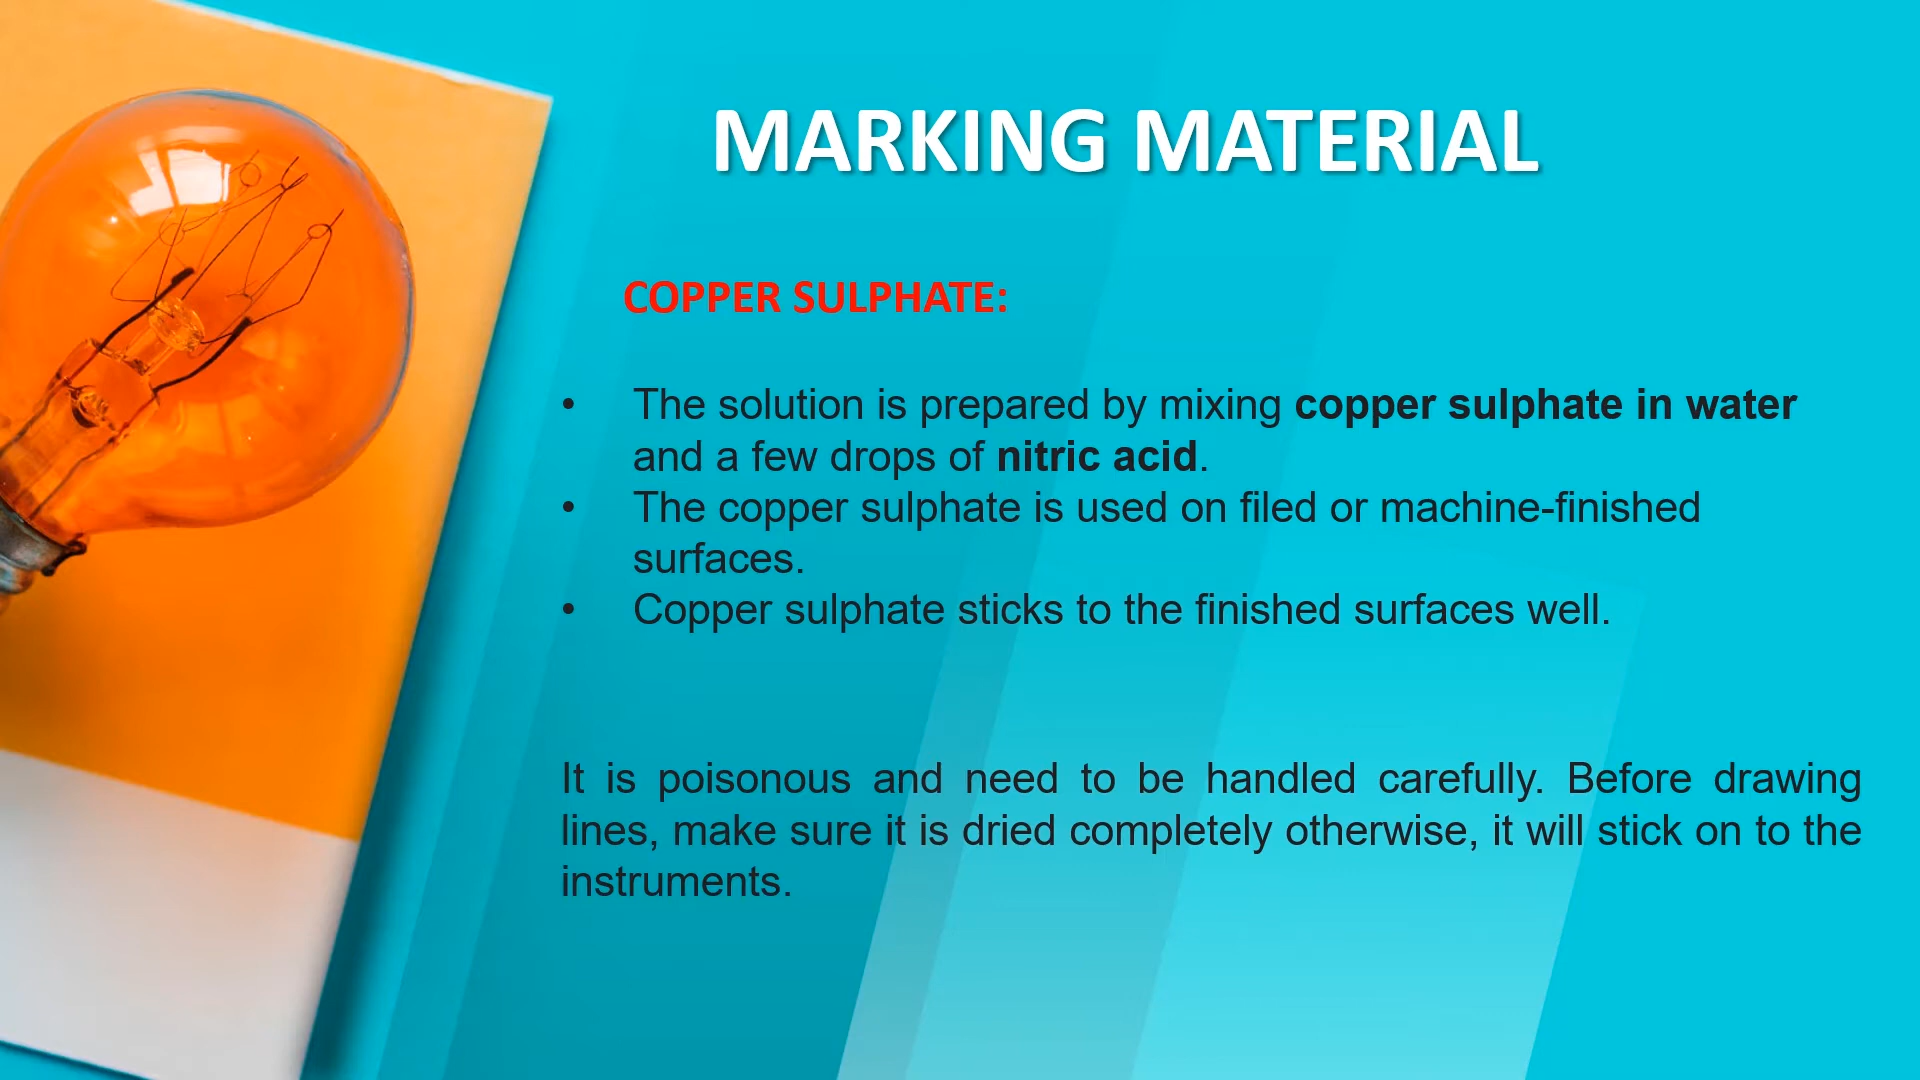 MARKING MATERIAL
COPPER SULPHATE:
• The solution is prepared by mixing copper sulphate in water
and a few drops of nitric acid.
• The copper sulphate is used on filed or machine-finished
surfaces.
• Copper sulphate sticks to the finished surfaces well.
It is poisonous and need to be handled carefully. Before drawing
lines, make sure it is dried completely otherwise, it will stick on to the
instruments.